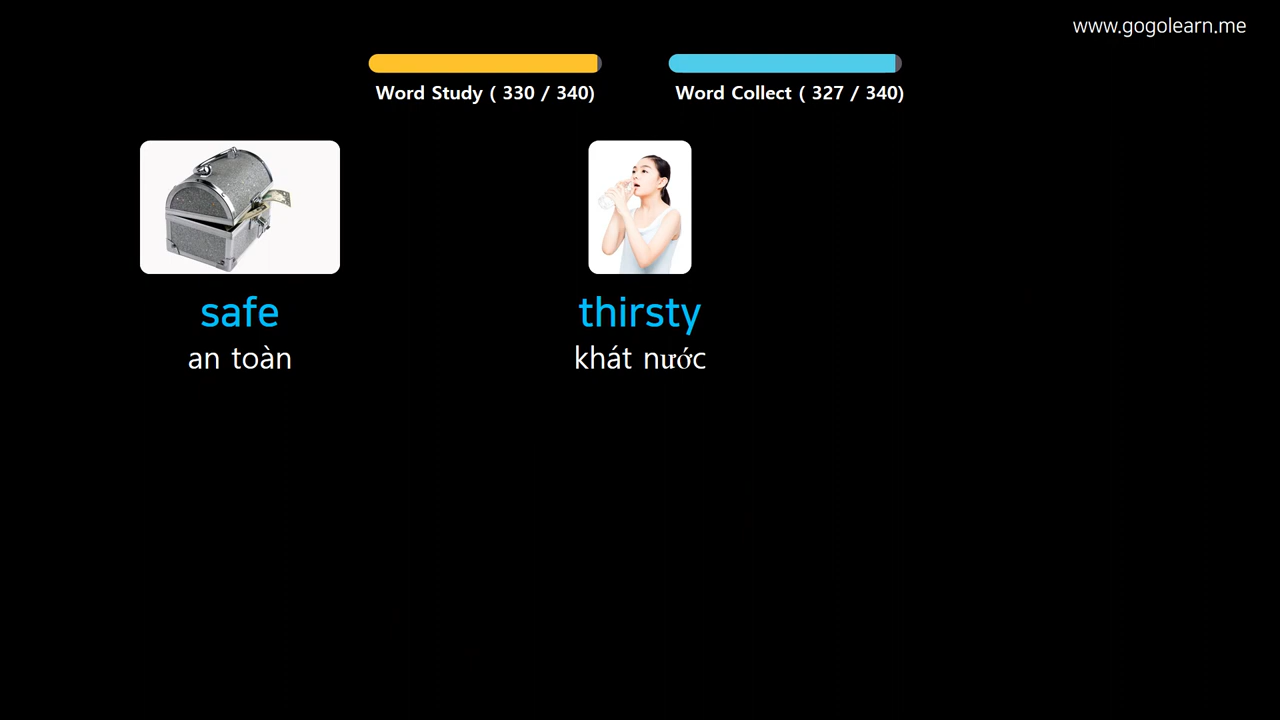 www.gogolearn.me
Word Study ( 330 / 340)
Word Collect ( 327 / 340)
safe
an toàn
thirsty
khát nước